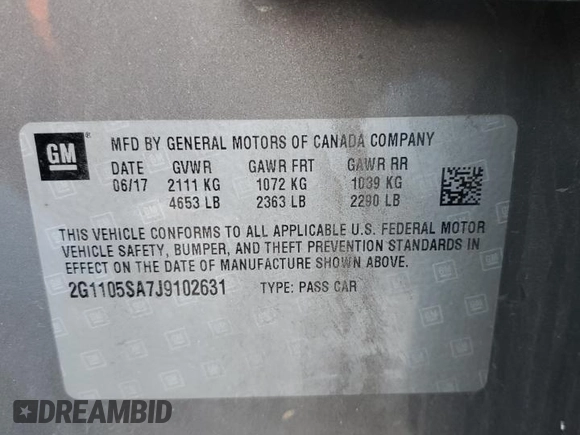 GM
MFD BY GENERAL MOTORS OF CANADA COMPANY
DATE GVWR GAWR FRT GAWR RR
06/17 2111 KG 1072 KG 1039 KG
4653 LB 2363 LB 2290 LB
THIS VEHICLE CONFORMS TO ALL APPLICABLE U.S. FEDERAL MOTOR
VEHICLE SAFETY, BUMPER, AND THEFT PREVENTION STANDARDS IN
EFFECT ON THE DATE OF MANUFACTURE SHOWN ABOVE.
2G1105SA7J9102631 TYPE: PASS CAR
DREAMBID